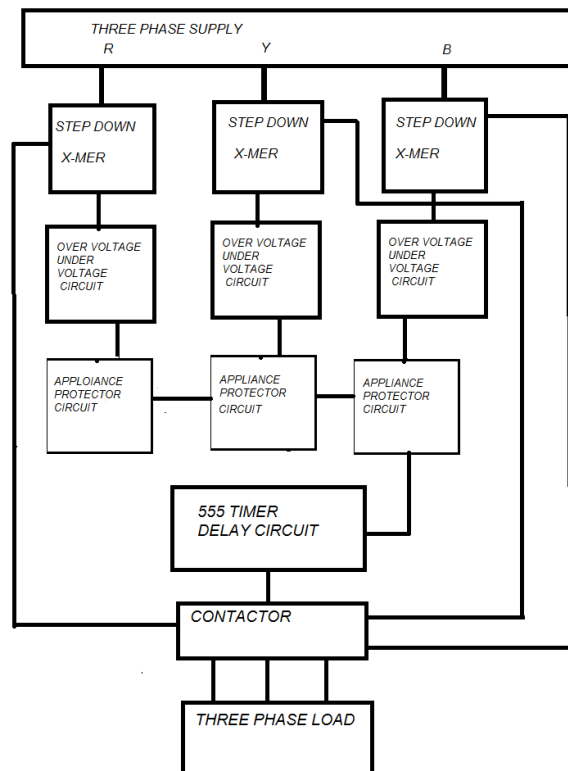 THREE PHASE SUPPLY
R Y B
STEP DOWN
X-MER
STEP DOWN
X-MER
STEP DOWN
X-MER
OVER VOLTAGE
UNDER
VOLTAGE
CIRCUIT
OVER VOLTAGE
UNDER
VOLTAGE
CIRCUIT
OVER VOLTAGE
UNDER
VOLTAGE
CIRCUIT
APPLOIANCE
PROTECTOR
CIRCUIT
APPLIANCE
PROTECTOR
CIRCUIT
APPLIANCE
PROTECTOR
CIRCUIT
555 TIMER
DELAY CIRCUIT
CONTACTOR
THREE PHASE LOAD